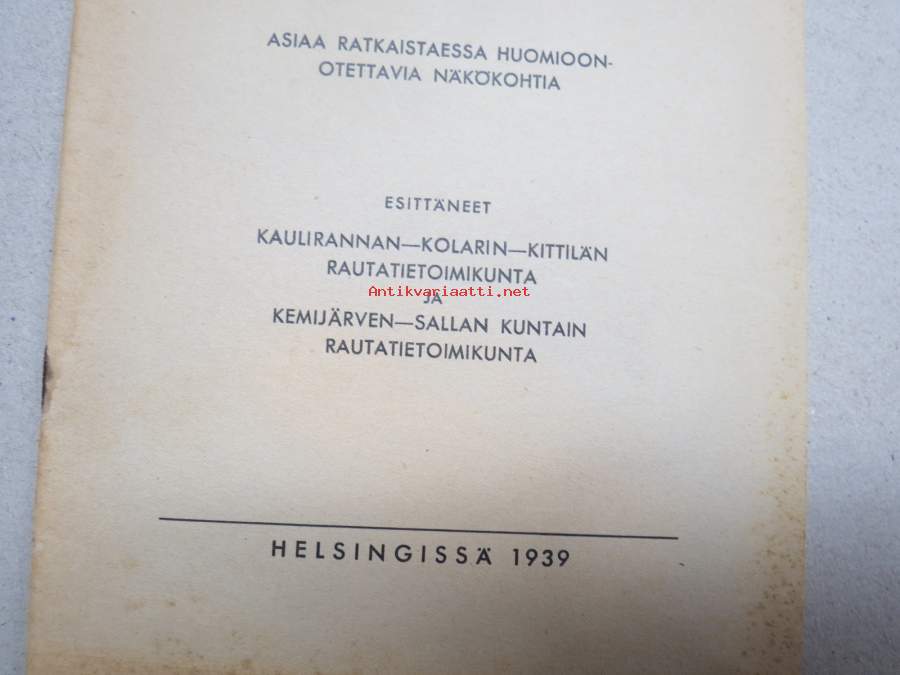 ASIAA RATKAISTAESSA HUOMIOON-
OTETTAVIA NÄKÖKOHTIA
ESITTÄNEET
KAULIRANNAN—KOLARIN—KITTILÄN
RAUTATIETOIMIKUNTA
Antikvariaatti.net
JA
KEMIJÄRVEN—SALLAN KUNTAIN
RAUTATIETOIMIKUNTA
HELSINGISSÄ 1939